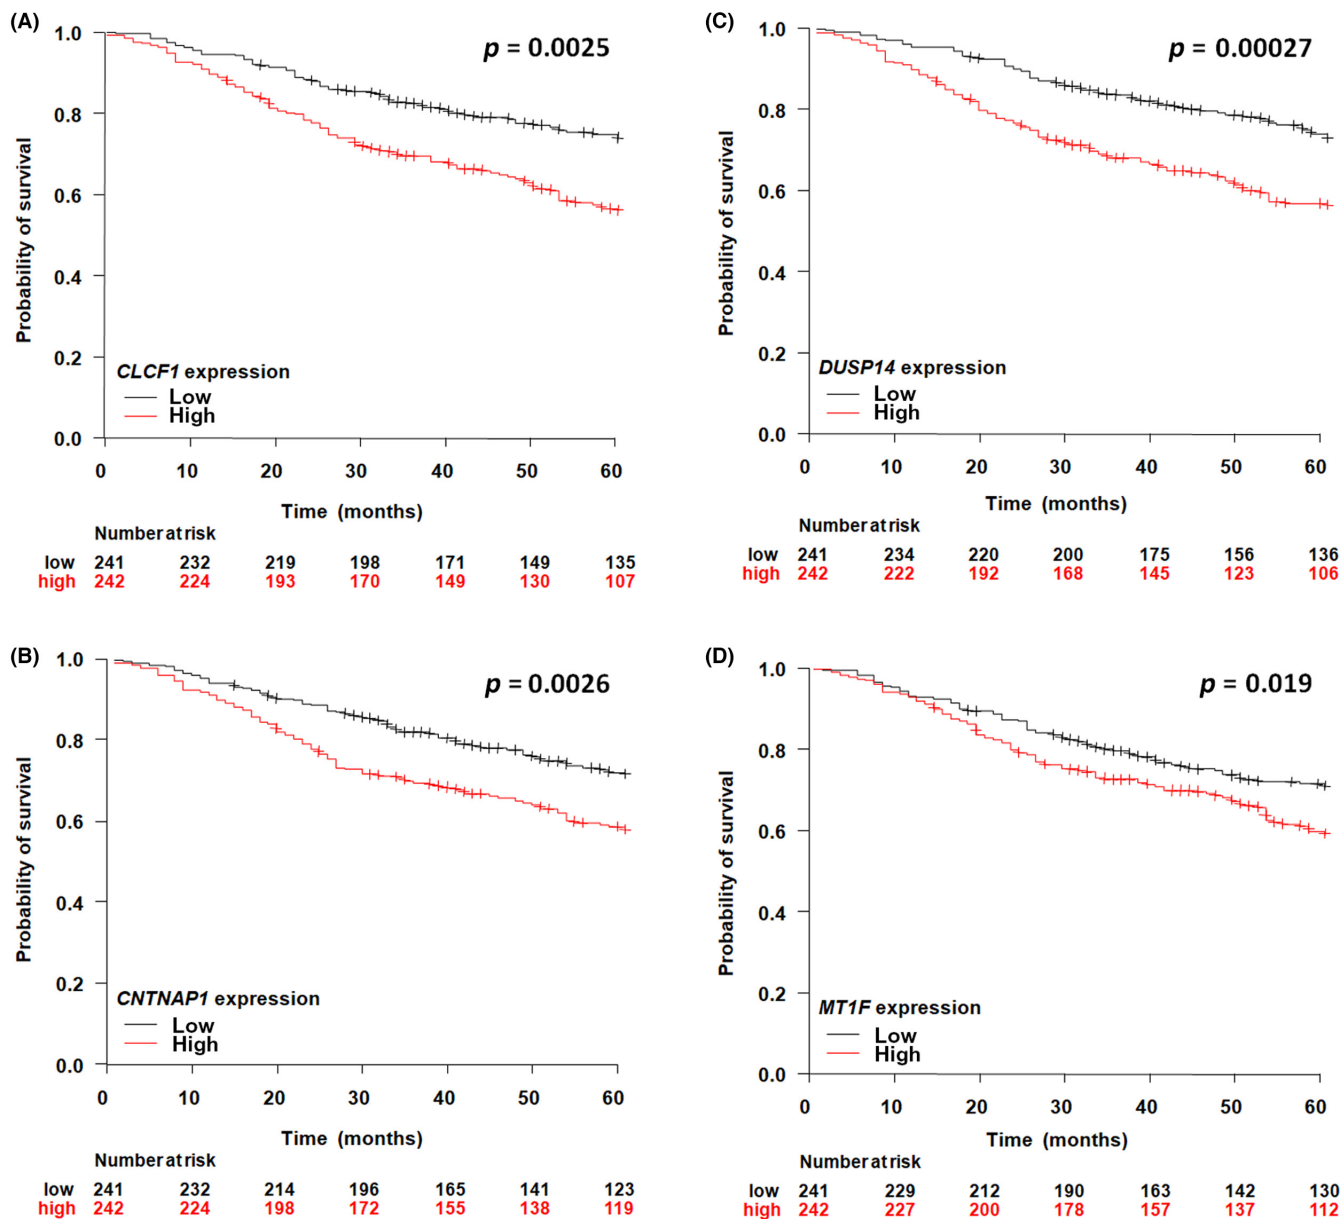 (A)
1.0
0.8
0.6
0.4
0.2
0.0
Probability of survival
p = 0.0025
CLCF1 expression
Low
High
0 10 20 30 40 50 60
Time (months)
Number at risk
low 241 232 219 198 171 149 135
high 242 224 193 170 149 130 107
(C)
1.0
0.8
0.6
0.4
0.2
0.0
Probability of survival
p = 0.00027
DUSP14 expression
Low
High
0 10 20 30 40 50 60
Time (months)
Number at risk
low 241 234 220 200 175 156 136
high 242 222 192 168 145 123 106
(B)
1.0
0.8
0.6
0.4
0.2
0.0
Probability of survival
p = 0.0026
CNTNAP1 expression
Low
High
0 10 20 30 40 50 60
Time (months)
Number at risk
low 241 232 214 196 165 141 123
high 242 224 198 172 155 138 119
(D)
1.0
0.8
0.6
0.4
0.2
0.0
Probability of survival
p = 0.019
MT1F expression
Low
High
0 10 20 30 40 50 60
Time (months)
Number at risk
low 241 229 212 190 163 142 130
high 242 227 200 178 157 137 112